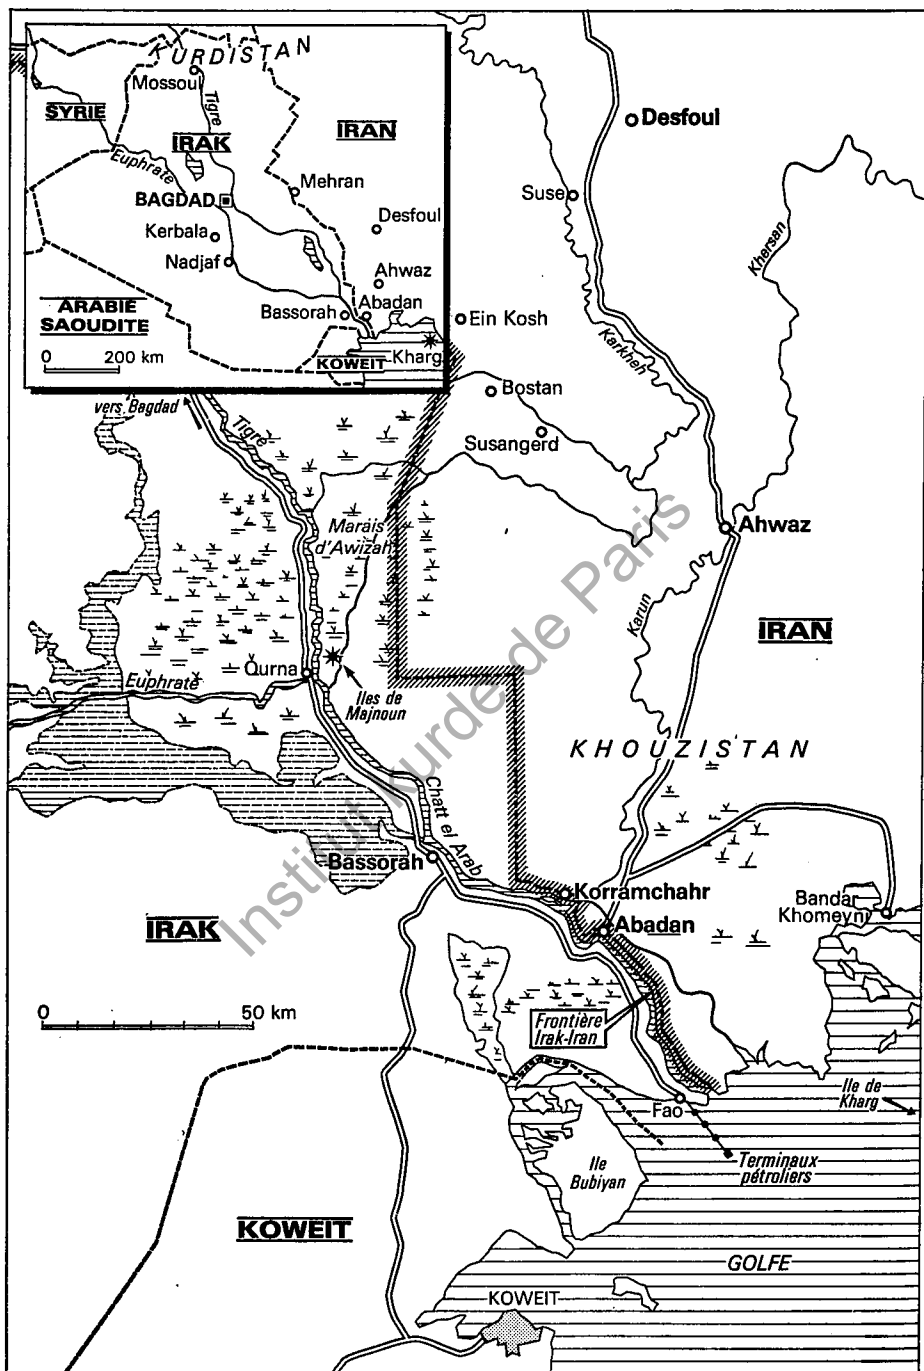 KURDISTAN
Mossoul
Tigre
SYRIE
IRAK
IRAN
Euphrate
Mehran
BAGDAD
Kerbala
Desfoul
Nadjaf
Ahwaz
Bassorah
Abadan
ARABIE
SAOUDITE
0 200 km
KOWEIT
Kharg
Desfoul
Suse
Khersan
Ein Kosh
Karkheh
vers Bagdad
Bostan
Tigre
Susangerd
Marais
d'Awizah
Ahwaz
Karun
IRAN
Qurna
Euphrate
Iles de
Majnoun
KHOUZISTAN
Chatt el Arab
Bassorah
Korramchahr
Bandar
Khomeyni
Abadan
IRAK
0 50 km
Frontière
Irak-Iran
Ile de
Kharg
Fao
Ile
Bubiyan
Terminaux
pétroliers
KOWEIT
GOLFE
KOWEIT
Institut kurde de Paris